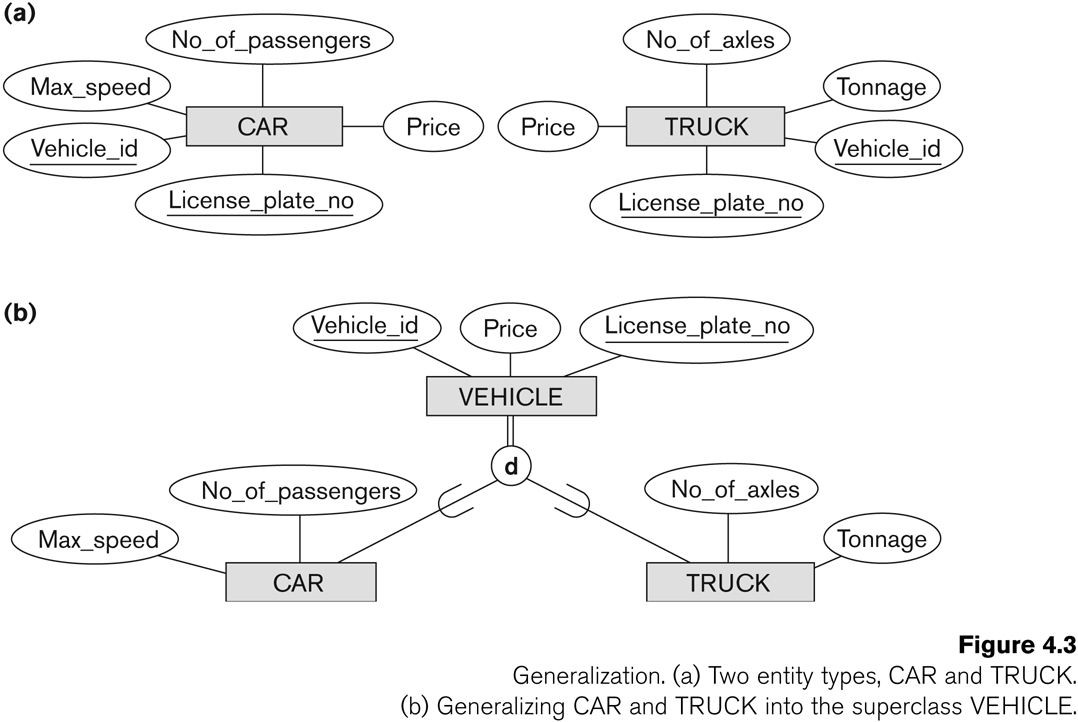 (a)
No_of_passengers
No_of_axles
Max_speed
Tonnage
CAR
Price
Price
TRUCK
Vehicle_id
Vehicle_id
License_plate_no
License_plate_no
(b)
Vehicle_id
Price
License_plate_no
VEHICLE
d
No_of_passengers
No_of_axles
Max_speed
Tonnage
CAR
TRUCK
Figure 4.3
Generalization. (a) Two entity types, CAR and TRUCK.
(b) Generalizing CAR and TRUCK into the superclass VEHICLE.